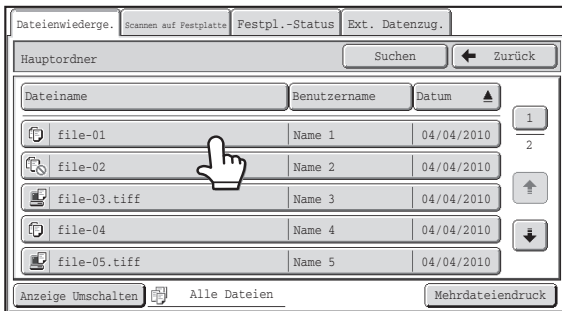 Dateienwiederge. Scannen auf Festplatte Festpl.-Status Ext. Datenzug.
Hauptordner Suchen Zurück
Dateiname Benutzername Datum
file-01 Name 1 04/04/2010
1
2
file-02 Name 2 04/04/2010
file-03.tiff Name 3 04/04/2010
file-04 Name 4 04/04/2010
file-05.tiff Name 5 04/04/2010
Anzeige Umschalten Alle Dateien Mehrdateiendruck